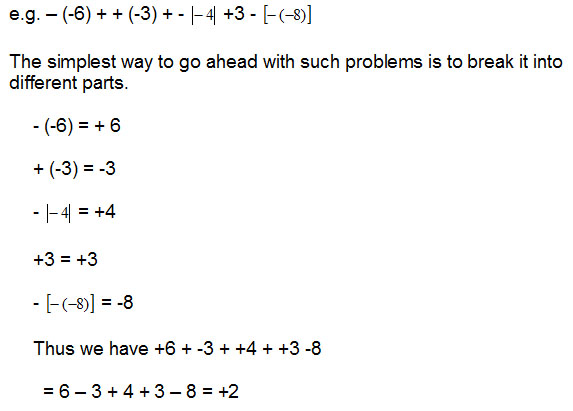 e.g. – (-6) + + (-3) + - |– 4| +3 - [– (–8)]
The simplest way to go ahead with such problems is to break it into
different parts.
- (-6) = + 6
+ (-3) = -3
- |– 4| = +4
+3 = +3
- [– (–8)] = -8
Thus we have +6 + -3 + +4 + +3 -8
= 6 – 3 + 4 + 3 – 8 = +2